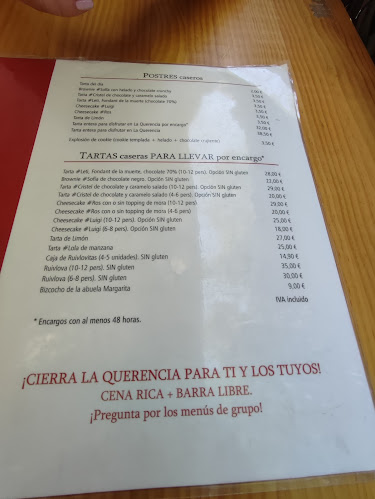 POSTRES caseros
Tarta del día
Brownie #Sofía con helado y chocolate caliente
Tarta #Cristel de chocolate y caramelo salado
Tarta #Leti, fondant de la muerte (chocolate 70%)
Cheesecake #Luigi
Cheesecake #Ros
Tarta de Limón
Tarta entera para disfrutar en La Querencia por encargo*
Tarta entera para disfrutar en La Querencia
Explosión de cookie (cookie templada + helado + chocolate caliente) 3,50 €
TARTAS caseras PARA LLEVAR por encargo*
Tarta #Leti, Fondant de la muerte, chocolate 70% (10-12 pers). Opción SIN gluten 28,00 €
Brownie #Sofía de chocolate negro. Opción SIN gluten
Tarta #Cristel de chocolate y caramelo salado (10-12 pers). SIN gluten 29,00 €
Tarta #Cristel de chocolate y caramelo salado (4-6 pers). SIN gluten 20,00 €
Cheesecake #Ros con o sin topping de mora (10-12 pers) 29,00 €
Cheesecake #Ros con o sin topping de mora (4-6 pers) 20,00 €
Cheesecake #Luigi (10-12 pers). Opción SIN gluten 25,00 €
Cheesecake #Luigi (6-8 pers). Opción SIN gluten 18,00 €
Tarta de Limón 27,00 €
Tarta #Lola de manzana 25,00 €
Caja de Ruivlovitas (4-5 unidades). SIN gluten 14,90 €
Ruivlova (10-12 pers). SIN gluten 35,00 €
Ruivlova (6-8 pers). SIN gluten 30,00 €
Bizcocho de la abuela Margarita 9,00 €
IVA incluido
* Encargos con al menos 48 horas.
¡CIERRA LA QUERENCIA PARA TI Y LOS TUYOS!
CENA RICA + BARRA LIBRE.
¡Pregunta por los menús de grupo!